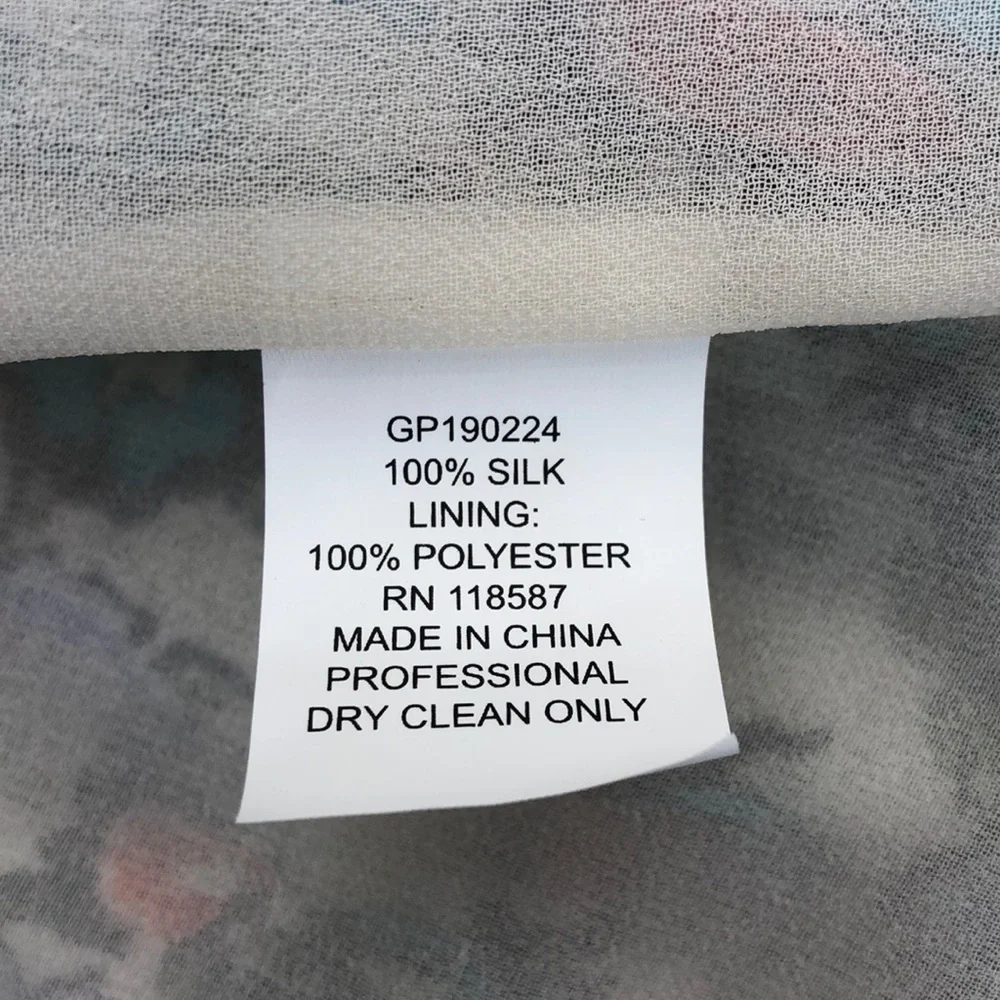 GP190224
100% SILK
LINING:
100% POLYESTER
RN 118587
MADE IN CHINA
PROFESSIONAL
DRY CLEAN ONLY